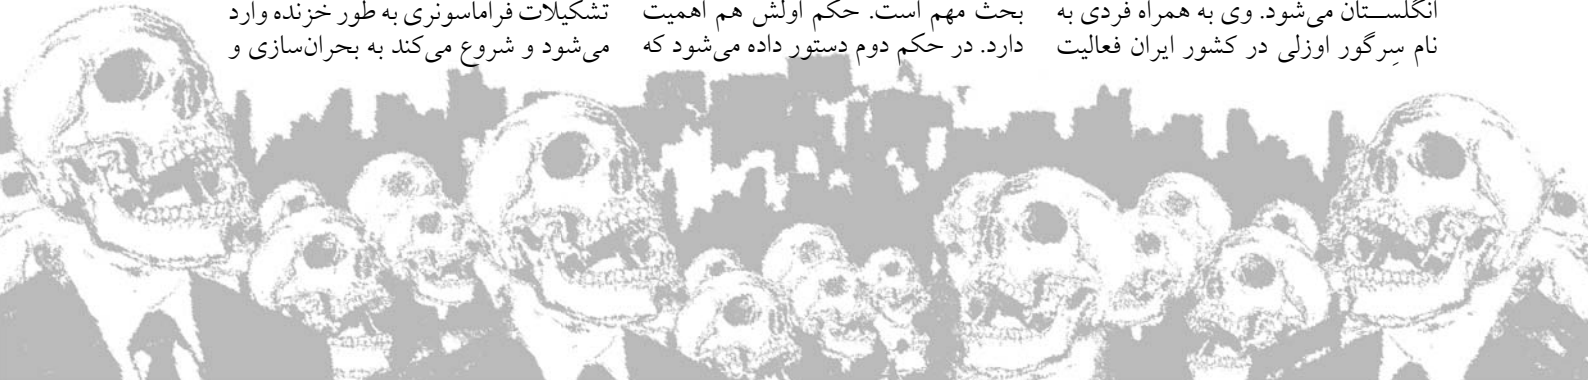 انگلســتان می‌شود. وی به همراه فردی به
نام سِرگور اوزلی در کشور ایران فعالیت
بحث مهم است. حکم اولش هم اهمیت
دارد. در حکم دوم دستور داده می‌شود که
تشکیلات فراماسونری به طور خزنده وارد
می‌شود و شروع می‌کند به بحران‌سازی و